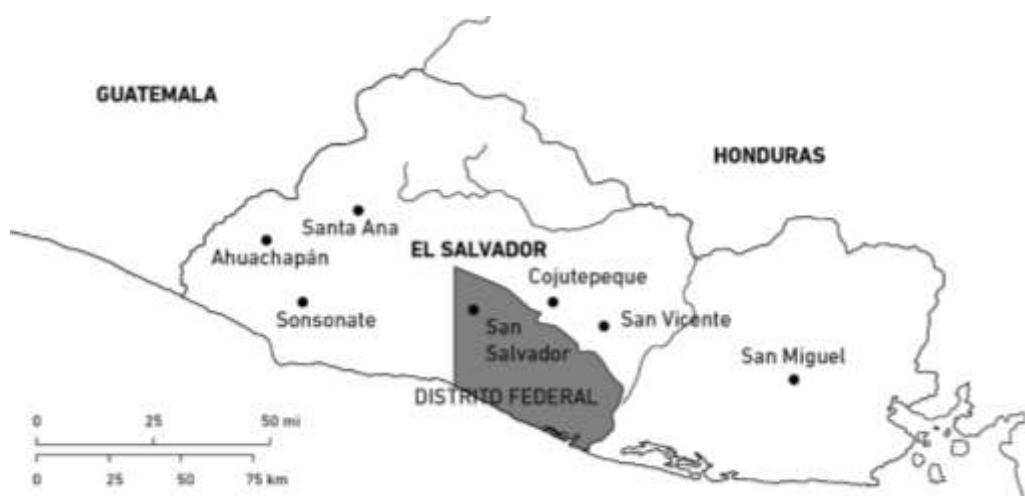 GUATEMALA
HONDURAS
Santa Ana
Ahuachapán
EL SALVADOR
Cojutepeque
Sonsonate
San Vicente
San
Salvador
San Miguel
DISTRITO FEDERAL
0 25 50 mi
0 25 50 75 km